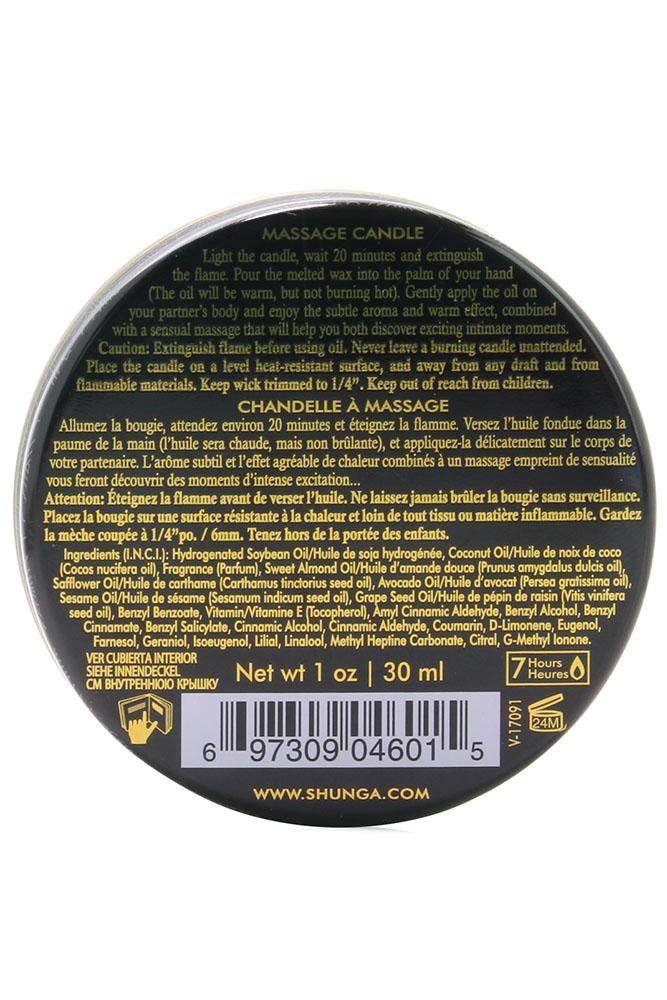 MASSAGE CANDLE
Light the candle, wait 20 minutes and extinguish
the flame. Pour the melted wax into the palm of your hand
(The oil will be warm, but not burning hot). Gently apply the oil on
your partner's body and enjoy the subtle aroma and warm effect, combined
with a sensual massage that will help you both discover exciting intimate moments.
Caution: Extinguish flame before using oil. Never leave a burning candle unattended.
Place the candle on a level heat-resistant surface, and away from any draft and from
flammable materials. Keep wick trimmed to 1/4". Keep out of reach from children.
CHANDELLE À MASSAGE
Allumez la bougie, attendez environ 20 minutes et éteignez la flamme. Versez l'huile fondue dans la
paume de la main (l'huile sera chaude, mais non brûlante), et appliquez-la délicatement sur le corps de
votre partenaire. L'arôme subtil et l'effet agréable de chaleur combinés à un massage empreint de sensualité
vous feront découvrir des moments d'intense excitation...
Attention: Éteignez la flamme avant de verser l'huile. Ne laissez jamais brûler la bougie sans surveillance.
Placez la bougie sur une surface résistante à la chaleur et loin de tout tissu ou matière inflammable. Gardez
la mèche coupée à 1/4"po. / 6mm. Tenez hors de la portée des enfants.
Ingredients (I.N.C.I.): Hydrogenated Soybean Oil/Huile de soja hydrogénée, Coconut Oil/Huile de noix de coco
(Cocos nucifera oil), Fragrance (Parfum), Sweet Almond Oil/Huile d'amande douce (Prunus amygdalus dulcis oil),
Safflower Oil/Huile de carthame (Carthamus tinctorius seed oil), Avocado Oil/Huile d'avocat (Persea gratissima oil),
Sesame Oil/Huile de sésame (Sesamum indicum seed oil), Grape Seed Oil/Huile de pépin de raisin (Vitis vinifera
seed oil), Benzyl Benzoate, Vitamin/Vitamine E (Tocopherol), Amyl Cinnamic Aldehyde, Benzyl Alcohol, Benzyl
Cinnamate, Benzyl Salicylate, Cinnamic Alcohol, Cinnamic Aldehyde, Coumarin, D-Limonene, Eugenol,
Farnesol, Geraniol, Isoeugenol, Lilial, Linalool, Methyl Heptine Carbonate, Citral, G-Methyl Ionone.
VER CUBIERTA INTERIOR
SIEHE INNENDECKEL
СМ ВНУТРЕННЮЮ КРЫШКУ
Net wt 1 oz | 30 ml
7 Hours
Heures
6 97309 04601 5
V-17091
24M
WWW.SHUNGA.COM